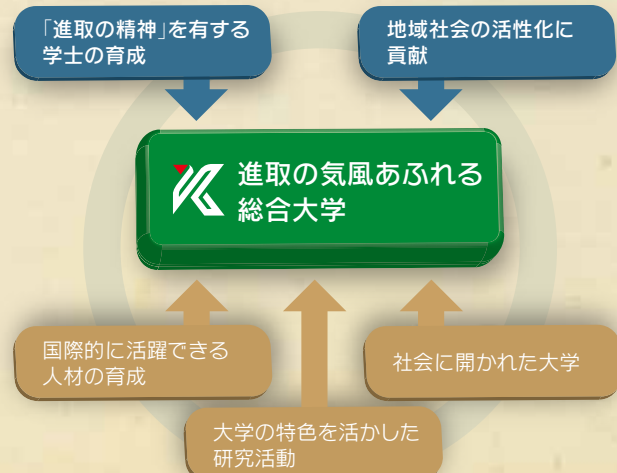 「進取の精神」を有する
学士の育成
地域社会の活性化に
貢献
進取の気風あふれる
総合大学
国際的に活躍できる
人材の育成
社会に開かれた大学
大学の特色を活かした
研究活動